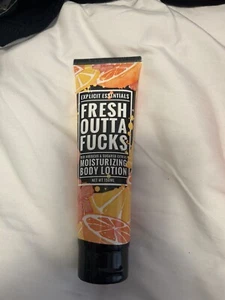 EXPLICIT ESSENTIALS
FRESH
OUTTA
FUCKS
MOISTURIZING
BODY LOTION